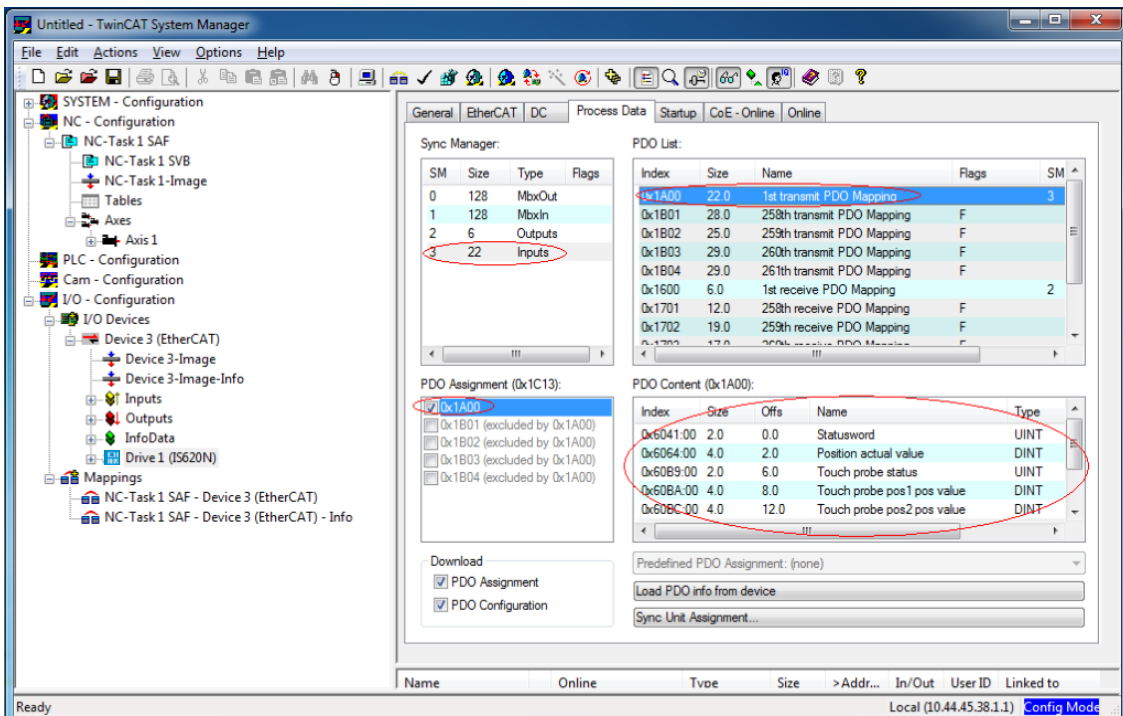 Untitled - TwinCAT System Manager
File Edit Actions View Options Help
SYSTEM - Configuration
NC - Configuration
NC-Task 1 SAF
NC-Task 1 SVB
NC-Task 1-Image
Tables
Axes
Axis 1
PLC - Configuration
Cam - Configuration
I/O - Configuration
I/O Devices
Device 3 (EtherCAT)
Device 3-Image
Device 3-Image-Info
Inputs
Outputs
InfoData
Drive 1 (IS620N)
Mappings
NC-Task 1 SAF - Device 3 (EtherCAT)
NC-Task 1 SAF - Device 3 (EtherCAT) - Info
General EtherCAT DC Process Data Startup CoE - Online Online
Sync Manager:
SM Size Type Flags
0 128 MbxOut
1 128 MbxIn
2 6 Outputs
3 22 Inputs
PDO List:
Index Size Name Flags SM
0x1A00 22.0 1st transmit PDO Mapping 3
0x1B01 28.0 258th transmit PDO Mapping F
0x1B02 25.0 259th transmit PDO Mapping F
0x1B03 29.0 260th transmit PDO Mapping F
0x1B04 29.0 261th transmit PDO Mapping F
0x1600 6.0 1st receive PDO Mapping 2
0x1701 12.0 258th receive PDO Mapping F
0x1702 19.0 259th receive PDO Mapping F
PDO Assignment (0x1C13):
0x1A00
0x1B01 (excluded by 0x1A00)
0x1B02 (excluded by 0x1A00)
0x1B03 (excluded by 0x1A00)
0x1B04 (excluded by 0x1A00)
PDO Content (0x1A00):
Index Size Offs Name Type
0x6041:00 2.0 0.0 Statusword UINT
0x6064:00 4.0 2.0 Position actual value DINT
0x60B9:00 2.0 6.0 Touch probe status UINT
0x60BA:00 4.0 8.0 Touch probe pos1 pos value DINT
0x60BC:00 4.0 12.0 Touch probe pos2 pos value DINT
Download
PDO Assignment
PDO Configuration
Predefined PDO Assignment: (none)
Load PDO info from device
Sync Unit Assignment...
Name Online Type Size >Addr... In/Out User ID Linked to
Ready Local (10.44.45.38.1.1) Config Mode